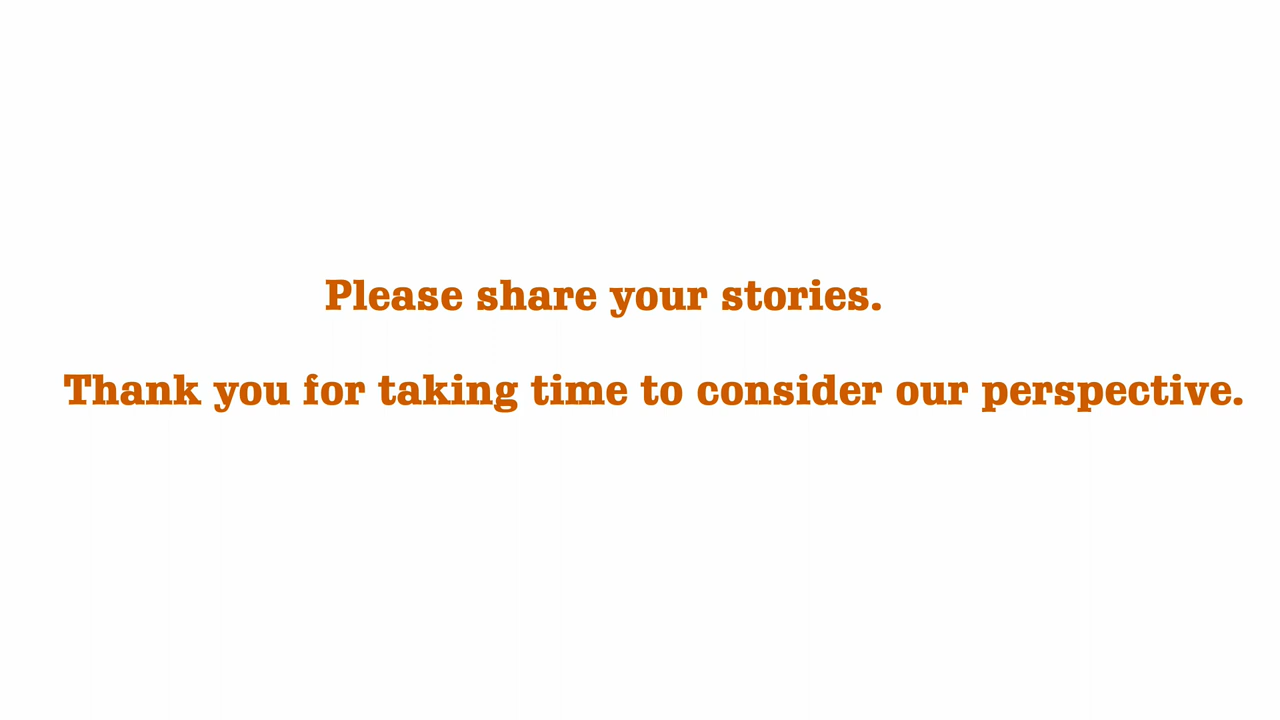 Please share your stories.
Thank you for taking time to consider our perspective.